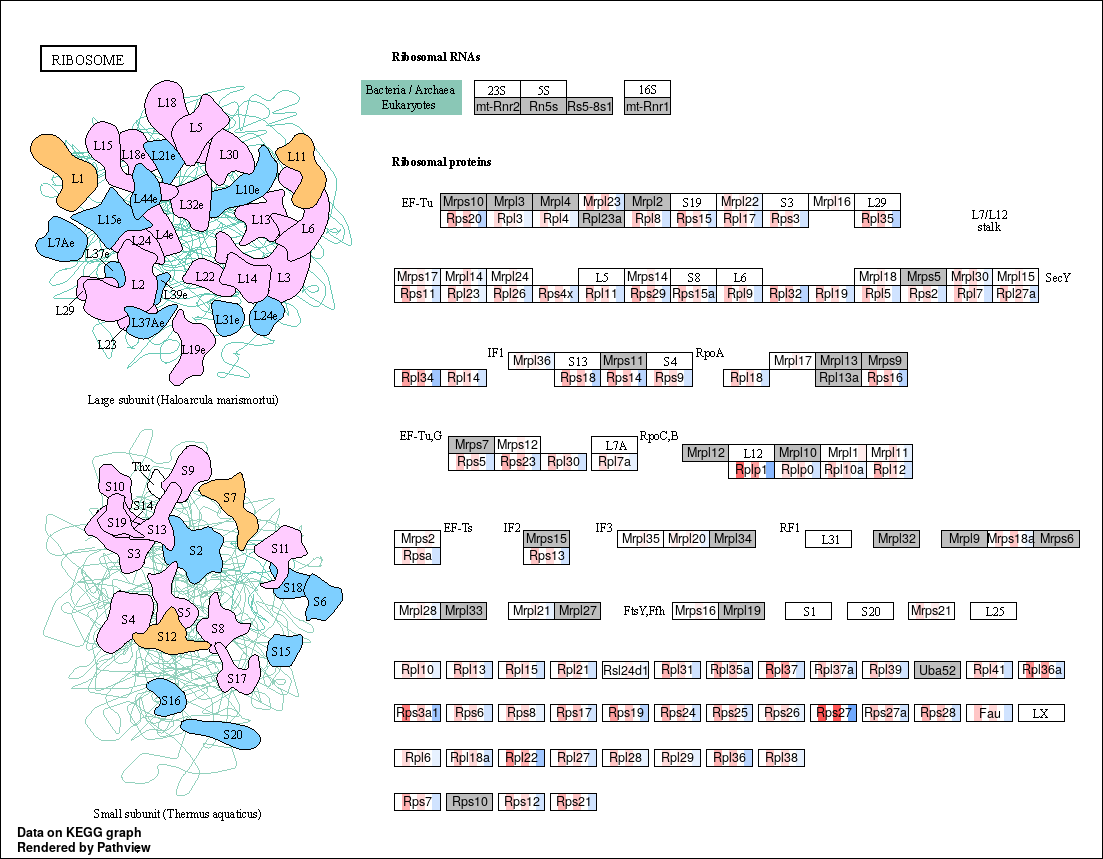 RIBOSOME
L18
L5
L15
L18e
L21e
L30
L11
L1
L44e
L32e
L10e
L15e
L13
L6
L7Ae
L24
L4e
L37e
L2
L22
L14
L3
L39e
L29
L37Ae
L31e
L24e
L23
L19e
Large subunit (Haloarcula marismortui)
Thx
S9
S10
S7
S14
S19
S13
S3
S2
S11
S18
S6
S4
S5
S8
S12
S15
S17
S16
S20
Small subunit (Thermus aquaticus)
Data on KEGG graph
Rendered by Pathview
Ribosomal RNAs
Bacteria / Archaea
Eukaryotes
23S 5S 16S
mt-Rnr2 Rn5s Rs5-8s1 mt-Rnr1
Ribosomal proteins
EF-Tu Mrps10 Mrpl3 Mrpl4 Mrpl23 Mrpl2 S19 Mrpl22 S3 Mrpl16 L29
Rps20 Rpl3 Rpl4 Rpl23a Rpl8 Rps15 Rpl17 Rps3 Rpl35
L7/L12
stalk
Mrps17 Mrpl14 Mrpl24 L5 Mrps14 S8 L6 Mrpl18 Mrps5 Mrpl30 Mrpl15 SecY
Rps11 Rpl23 Rpl26 Rps4x Rpl11 Rps29 Rps15a Rpl9 Rpl32 Rpl19 Rpl5 Rps2 Rpl7 Rpl27a
IF1 Mrpl36 S13 Mrps11 S4 RpoA Mrpl17 Mrpl13 Mrps9
Rpl34 Rpl14 Rps18 Rps14 Rps9 Rpl18 Rpl13a Rps16
EF-Tu,G Mrps7 Mrps12 L7A RpoC,B Mrpl12 L12 Mrpl10 Mrpl1 Mrpl11
Rps5 Rps23 Rpl30 Rpl7a Rplp1 Rplp0 Rpl10a Rpl12
Mrps2 EF-Ts IF2 Mrps15 IF3 Mrpl35 Mrpl20 Mrpl34 RF1 L31 Mrpl32 Mrpl9 Mrps18a Mrps6
Rpsa Rps13
Mrpl28 Mrpl33 Mrpl21 Mrpl27 FtsY,Ffh Mrps16 Mrpl19 S1 S20 Mrps21 L25
Rpl10 Rpl13 Rpl15 Rpl21 Rsl24d1 Rpl31 Rpl35a Rpl37 Rpl37a Rpl39 Uba52 Rpl41 Rpl36a
Rps3a1 Rps6 Rps8 Rps17 Rps19 Rps24 Rps25 Rps26 Rps27 Rps27a Rps28 Fau LX
Rpl6 Rpl18a Rpl22 Rpl27 Rpl28 Rpl29 Rpl36 Rpl38
Rps7 Rps10 Rps12 Rps21